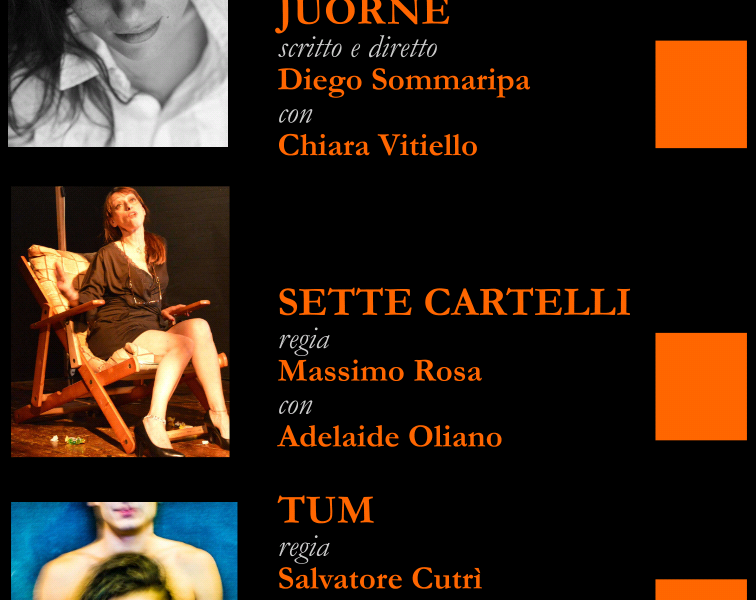 JUORNE
scritto e diretto
Diego Sommaripa
con
Chiara Vitiello
SETTE CARTELLI
regia
Massimo Rosa
con
Adelaide Oliano
TUM
regia
Salvatore Cutrì